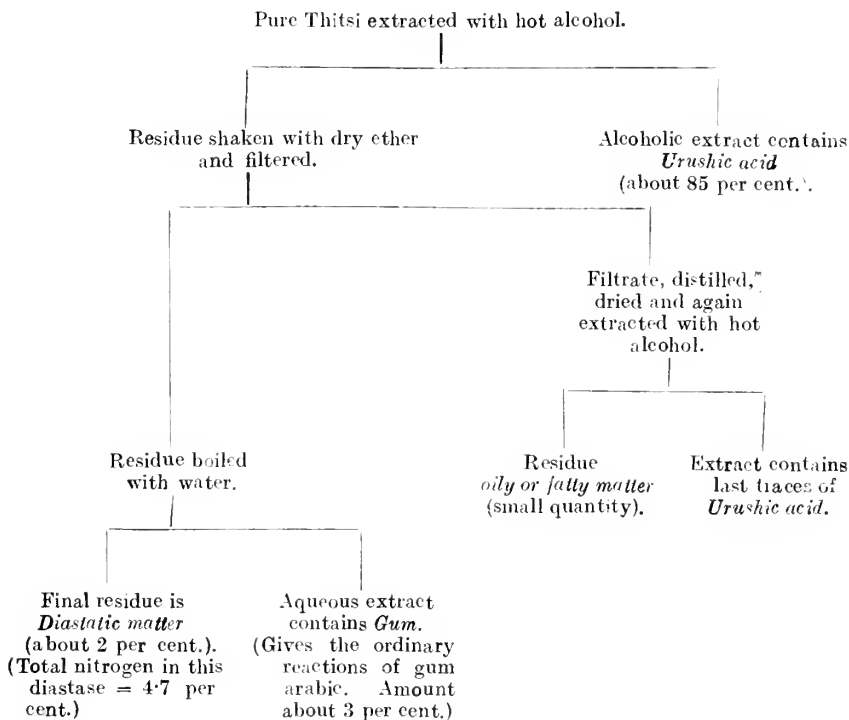 Pure Thitsi extracted with hot alcohol.
Residue shaken with dry ether
and filtered.
Alcoholic extract contains
Urushic acid
(about 85 per cent.).
Filtrate, distilled,
dried and again
extracted with hot
alcohol.
Residue boiled
with water.
Residue
oily or fatty matter
(small quantity).
Extract contains
last traces of
Urushic acid.
Final residue is
Diastatic matter
(about 2 per cent.).
(Total nitrogen in this
diastase = 4·7 per
cent.)
Aqueous extract
contains Gum.
(Gives the ordinary
reactions of gum
arabic. Amount
about 3 per cent.)